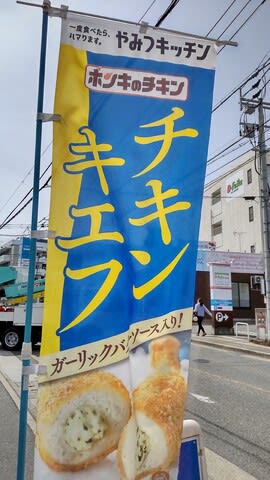 一度食べたら、
ハマります。
やみつキッチン
ホンキのチキン
チキン
キエフ
ガーリックバターソース入り!
P